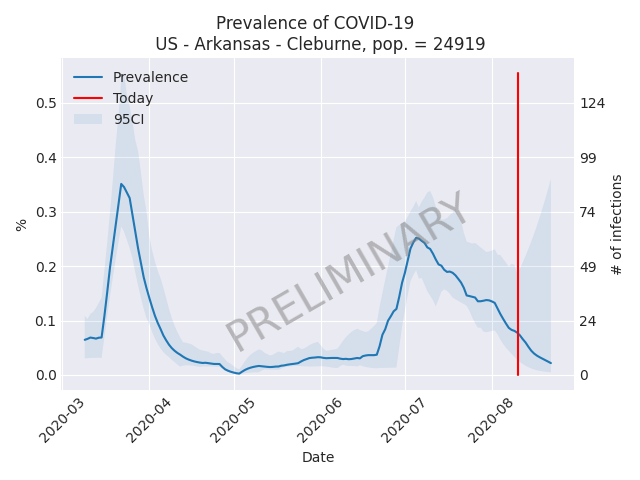 Prevalence of COVID-19
US - Arkansas - Cleburne, pop. = 24919
Prevalence
Today
95CI
PRELIMINARY
%
0.5
0.4
0.3
0.2
0.1
0.0
124
99
74
49
24
0
# of infections
2020-03
2020-04
2020-05
2020-06
2020-07
2020-08
Date